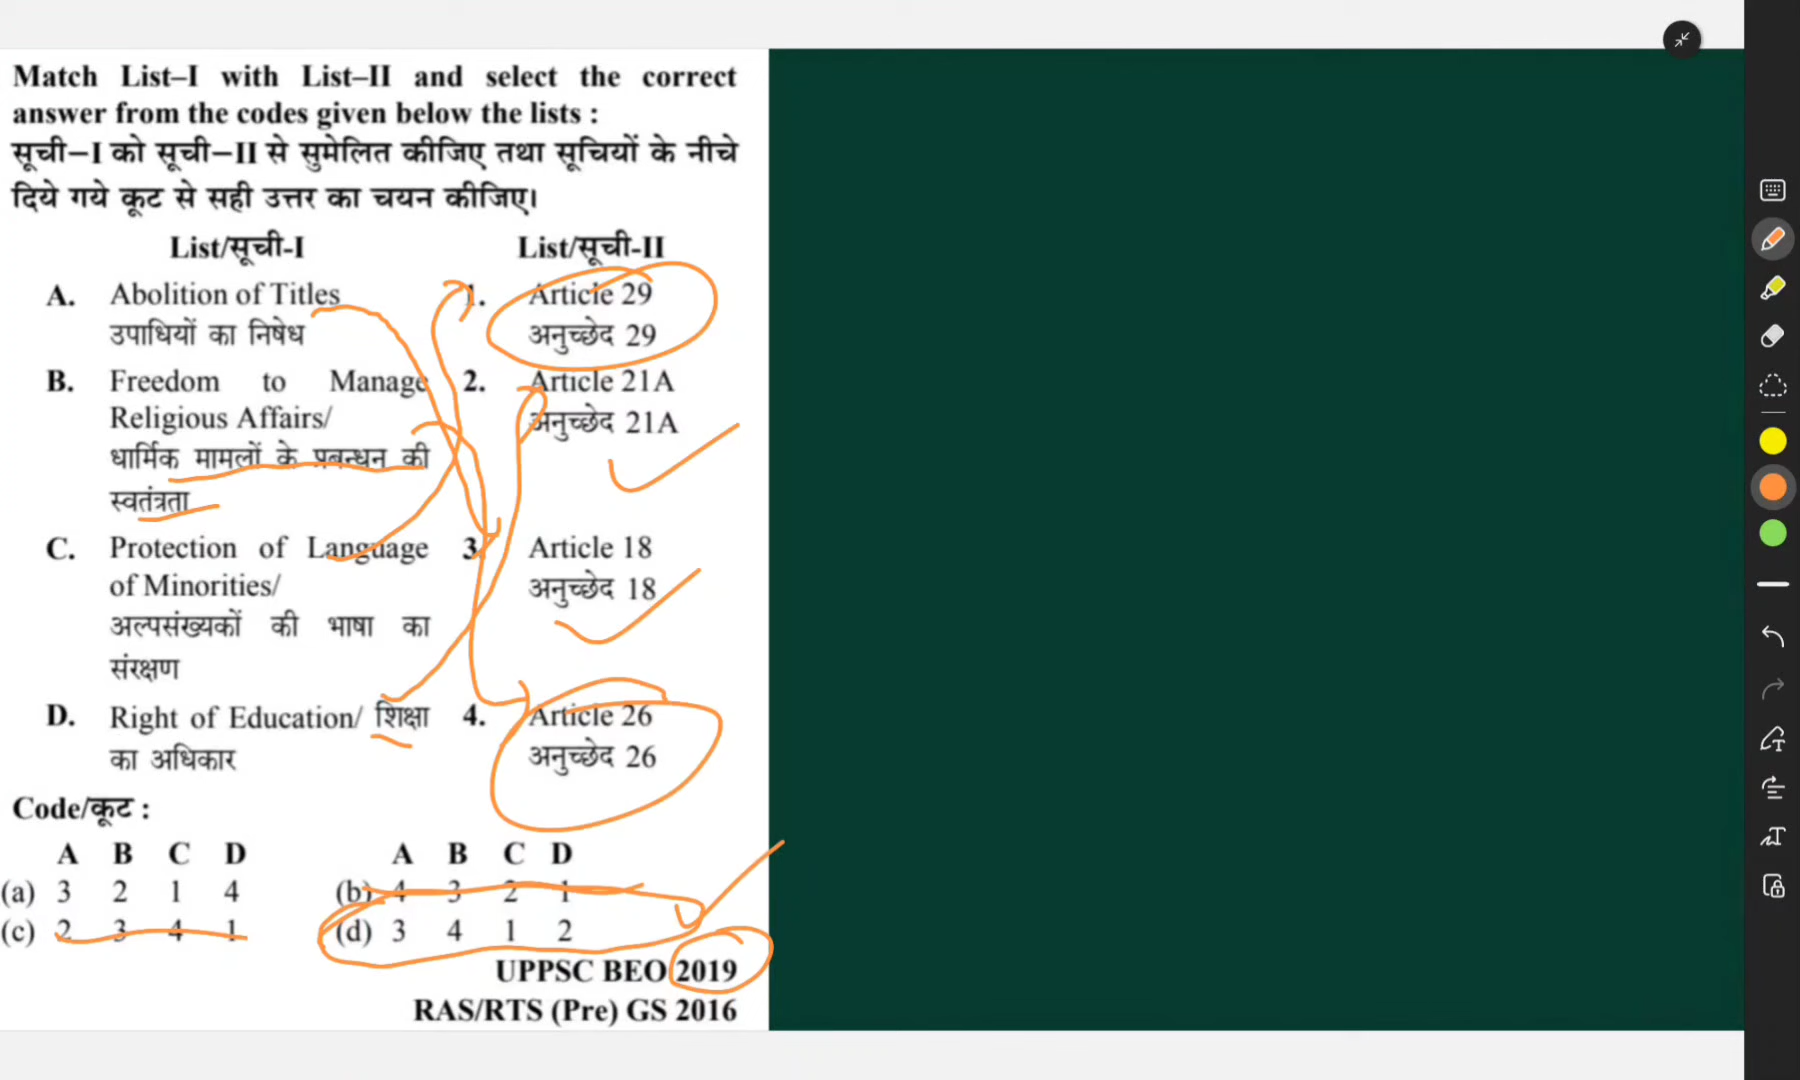 Match List–I with List–II and select the correct
answer from the codes given below the lists :
सूची–I को सूची–II से सुमेलित कीजिए तथा सूचियों के नीचे
दिये गये कूट से सही उत्तर का चयन कीजिए।
List/सूची-I List/सूची-II
A. Abolition of Titles 1. Article 29
उपाधियों का निषेध अनुच्छेद 29
B. Freedom to Manage 2. Article 21A
Religious Affairs/ अनुच्छेद 21A
धार्मिक मामलों के प्रबन्धन की
स्वतंत्रता
C. Protection of Language 3. Article 18
of Minorities/ अनुच्छेद 18
अल्पसंख्यकों की भाषा का
संरक्षण
D. Right of Education/ शिक्षा 4. Article 26
का अधिकार अनुच्छेद 26
Code/कूट :
A B C D A B C D
(a) 3 2 1 4 (b) 4 3 2 1
(c) 2 3 4 1 (d) 3 4 1 2
UPPSC BEO 2019
RAS/RTS (Pre) GS 2016